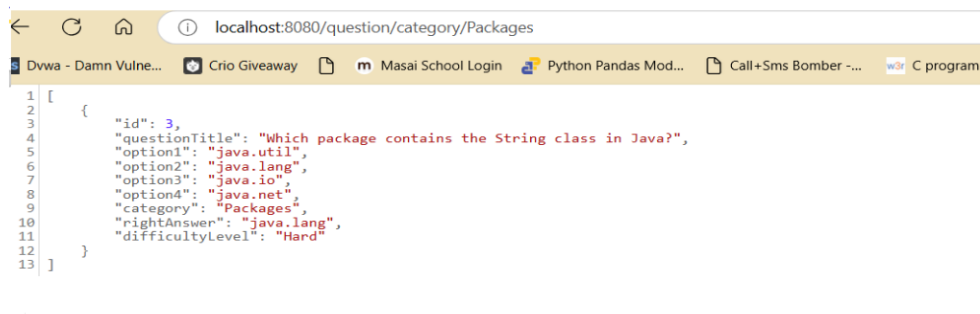 localhost:8080/question/category/Packages
s Dvwa - Damn Vulne... Crio Giveaway m Masai School Login Python Pandas Mod... Call+Sms Bomber -... w3r C program
1 [
2 {
3 "id": 3,
4 "questionTitle": "Which package contains the String class in Java?",
5 "option1": "java.util",
6 "option2": "java.lang",
7 "option3": "java.io",
8 "option4": "java.net",
9 "category": "Packages",
10 "rightAnswer": "java.lang",
11 "difficultyLevel": "Hard"
12 }
13 ]